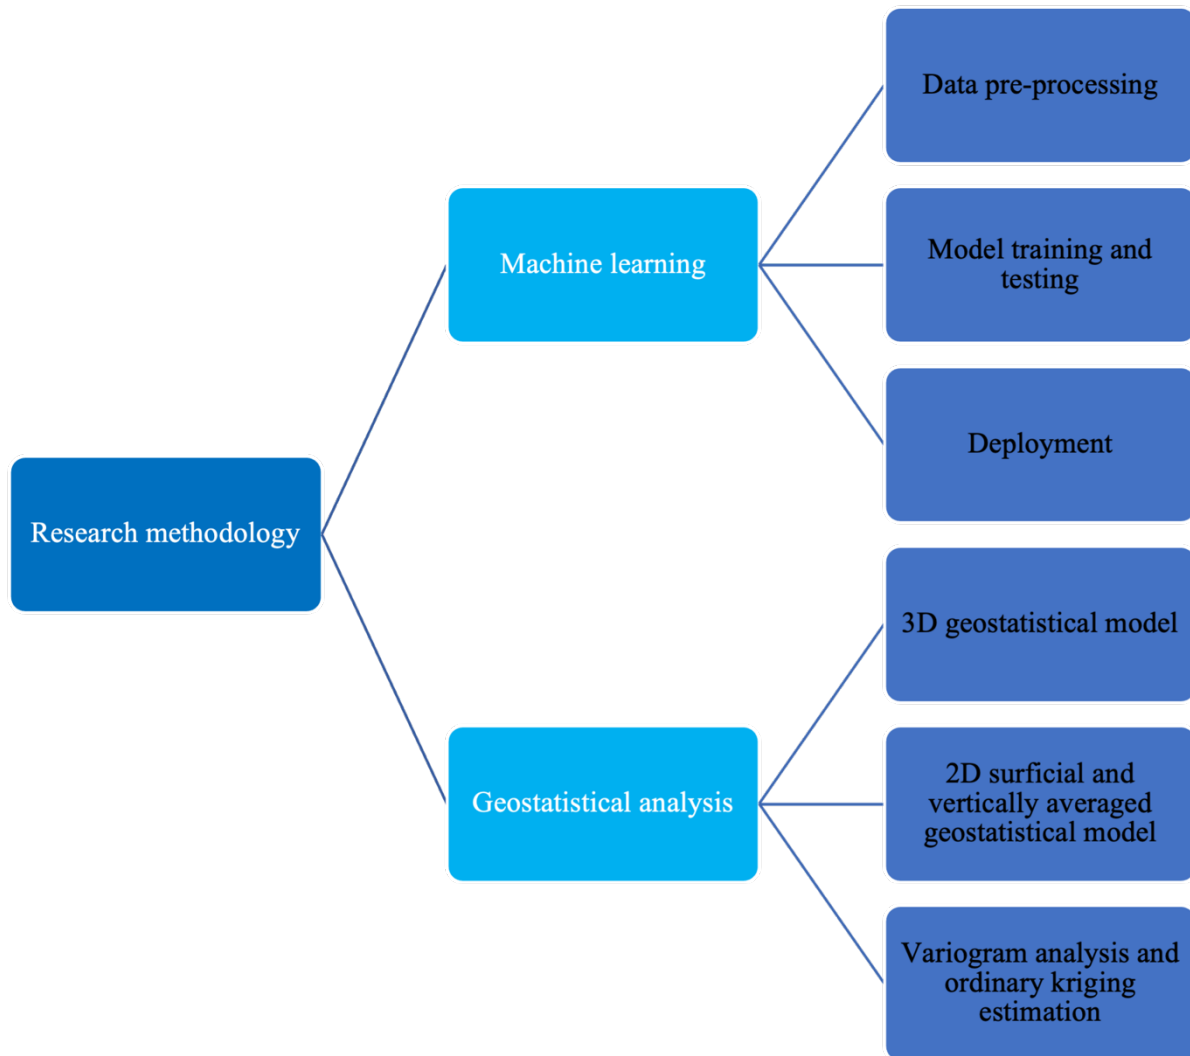 Data pre-processing
Machine learning
Model training and
testing
Deployment
Research methodology
3D geostatistical model
Geostatistical analysis
2D surficial and
vertically averaged
geostatistical model
Variogram analysis and
ordinary kriging
estimation